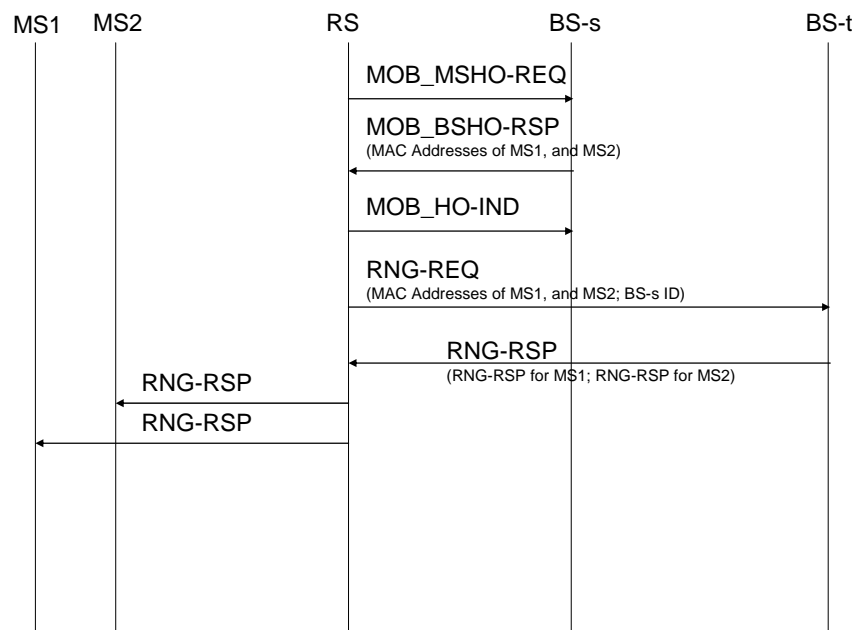 MS1 MS2 RS BS-s BS-t
MOB_MSHO-REQ
MOB_BSHO-RSP
(MAC Addresses of MS1, and MS2)
MOB_HO-IND
RNG-REQ
(MAC Addresses of MS1, and MS2; BS-s ID)
RNG-RSP
(RNG-RSP for MS1; RNG-RSP for MS2)
RNG-RSP
RNG-RSP